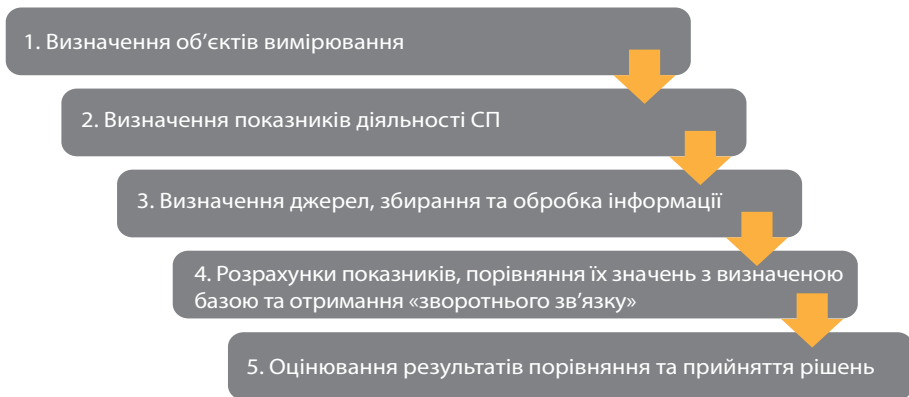 1. Визначення об’єктів вимірювання
2. Визначення показників діяльності СП
3. Визначення джерел, збирання та обробка інформації
4. Розрахунки показників, порівняння їх значень з визначеною
базою та отримання «зворотнього зв’язку»
5. Оцінювання результатів порівняння та прийняття рішень